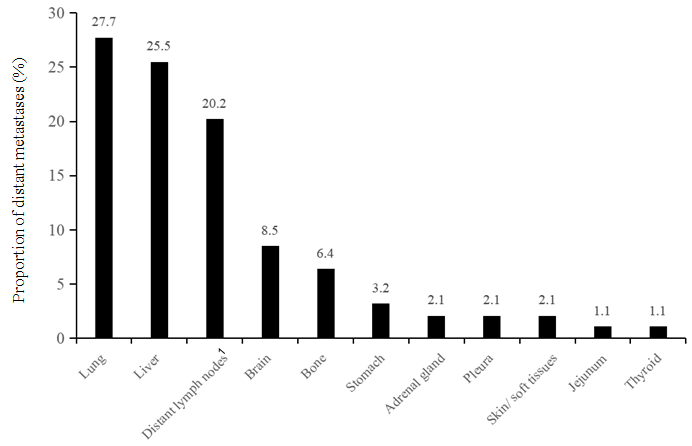 Proportion of distant metastases (%)
30
25
20
15
10
5
0
27.7
25.5
20.2
8.5
6.4
3.2
2.1
2.1
2.1
1.1
1.1
Lung
Liver
Distant lymph nodes¹
Brain
Bone
Stomach
Adrenal gland
Pleura
Skin/ soft tissues
Jejunum
Thyroid